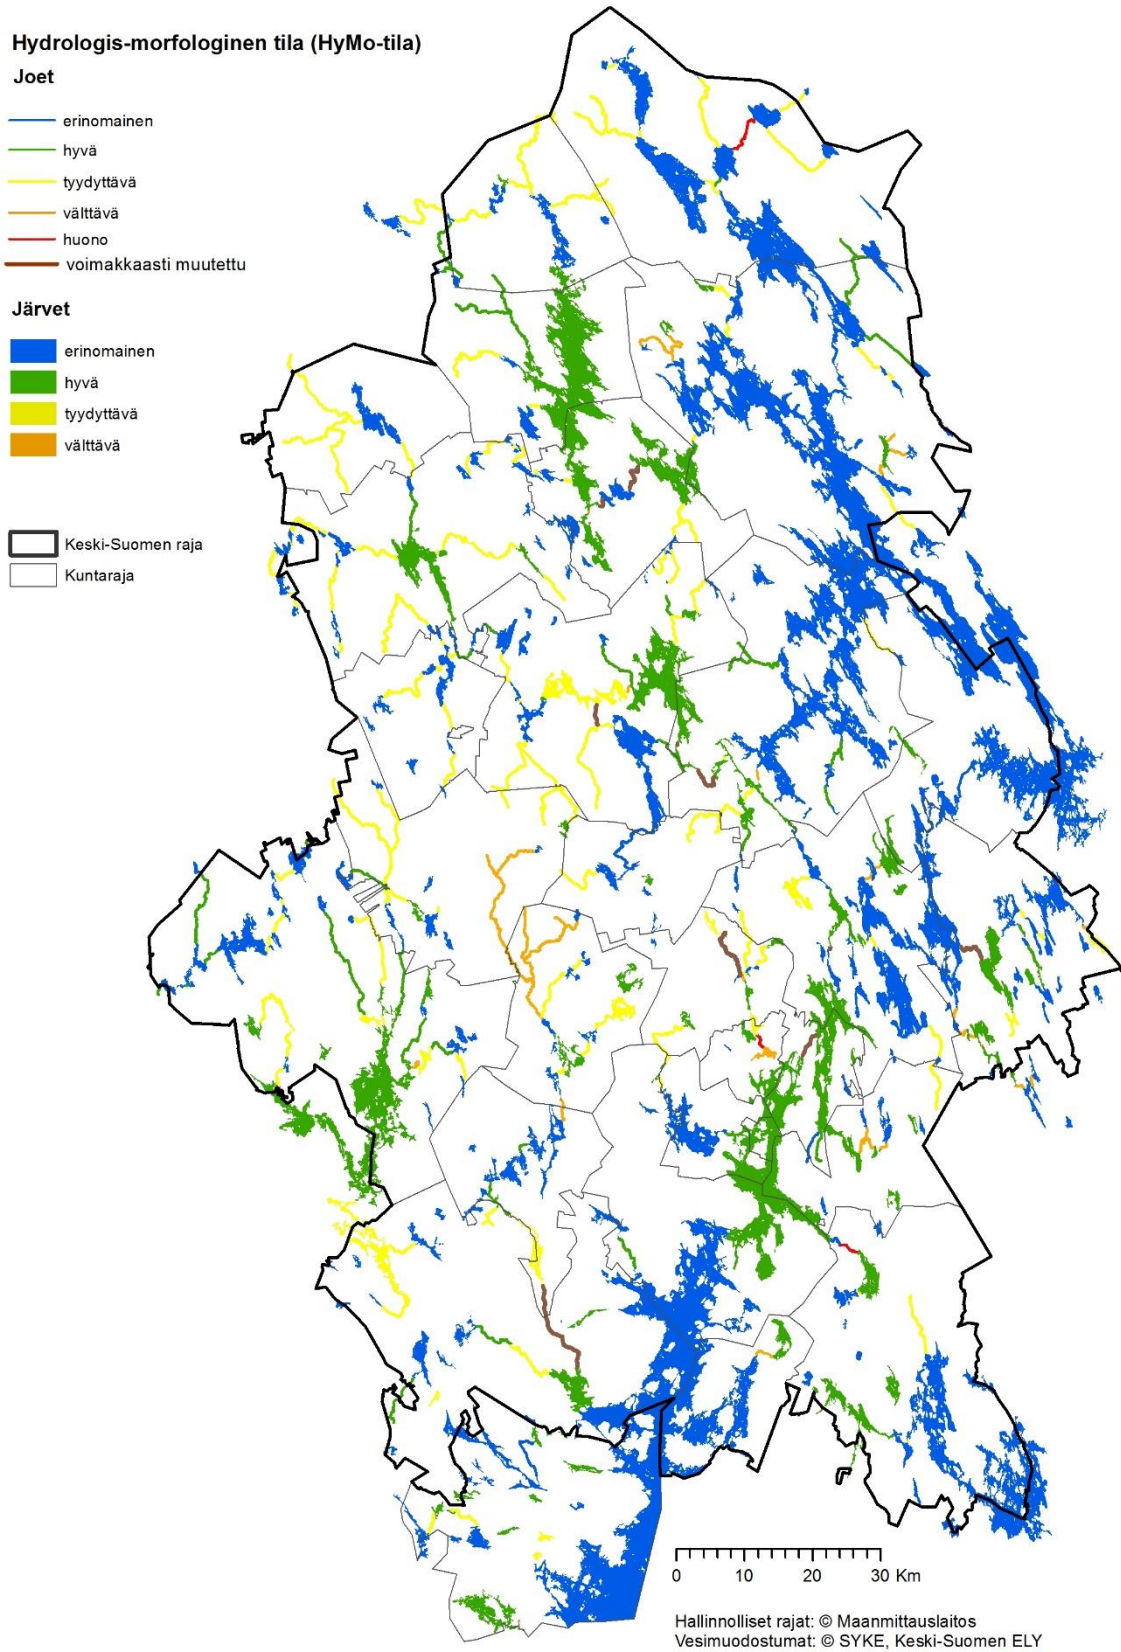 Hydrologis-morfologinen tila (HyMo-tila)
Joet
erinomainen
hyvä
tyydyttävä
välttävä
huono
voimakkaasti muutettu
Järvet
erinomainen
hyvä
tyydyttävä
välttävä
Keski-Suomen raja
Kuntaraja
0 10 20 30 Km
Hallinnolliset rajat: © Maanmittauslaitos
Vesimuodostumat: © SYKE, Keski-Suomen ELY